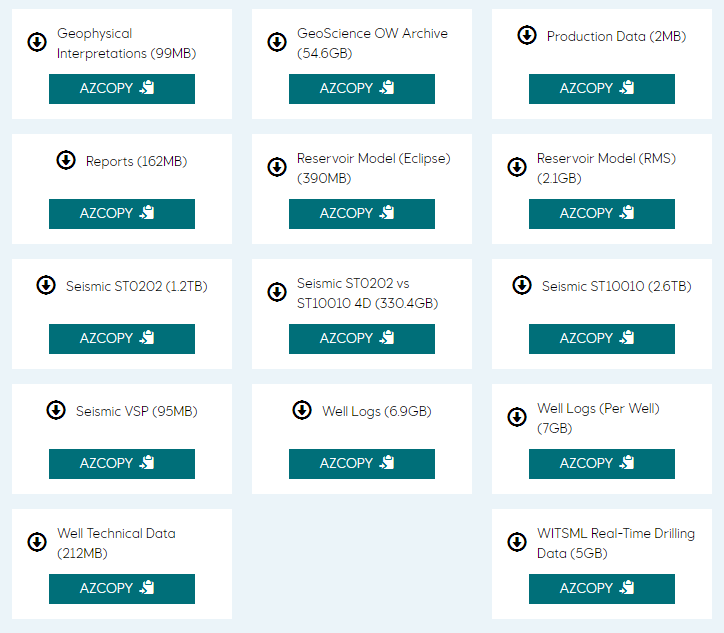 Geophysical
Interpretations (99MB)
AZCOPY
GeoScience OW Archive
(54.6GB)
AZCOPY
Production Data (2MB)
AZCOPY
Reports (162MB)
AZCOPY
Reservoir Model (Eclipse)
(390MB)
AZCOPY
Reservoir Model (RMS)
(2.1GB)
AZCOPY
Seismic ST0202 (1.2TB)
AZCOPY
Seismic ST0202 vs
ST10010 4D (330.4GB)
AZCOPY
Seismic ST10010 (2.6TB)
AZCOPY
Seismic VSP (95MB)
AZCOPY
Well Logs (6.9GB)
AZCOPY
Well Logs (Per Well)
(7GB)
AZCOPY
Well Technical Data
(212MB)
AZCOPY
WITSML Real-Time Drilling
Data (5GB)
AZCOPY